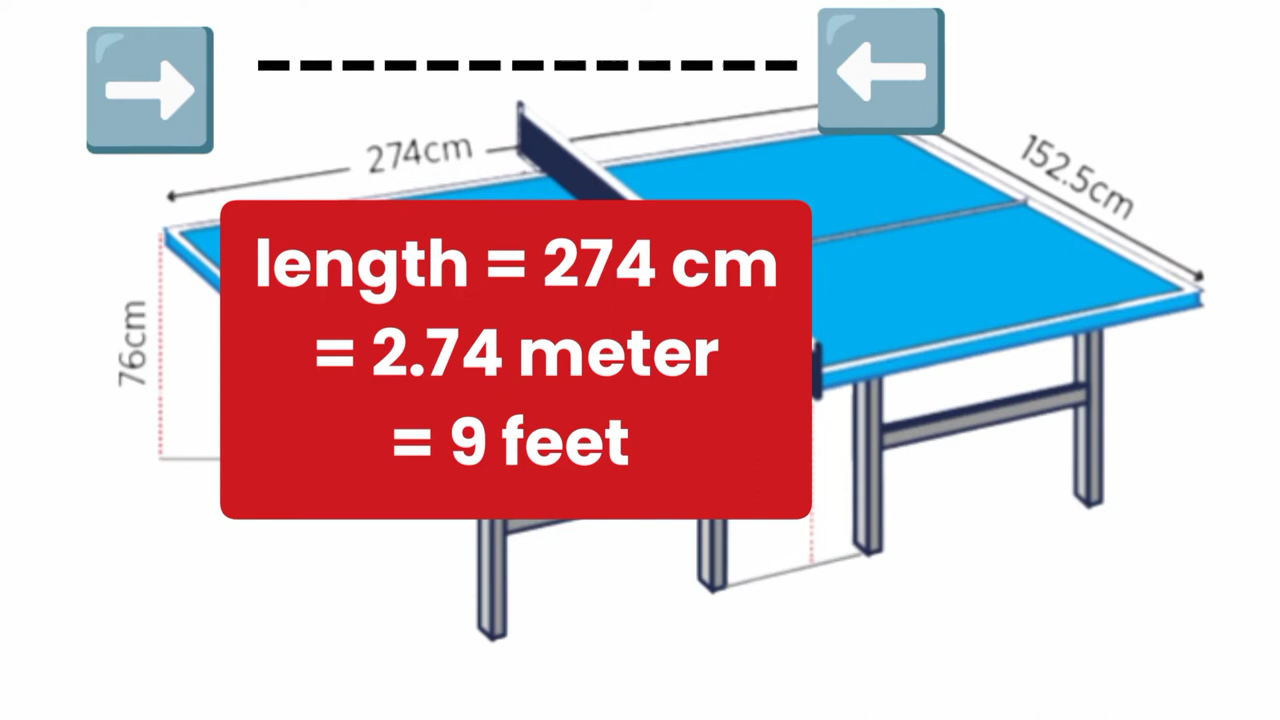 274cm
152.5cm
76cm
length = 274 cm
= 2.74 meter
= 9 feet